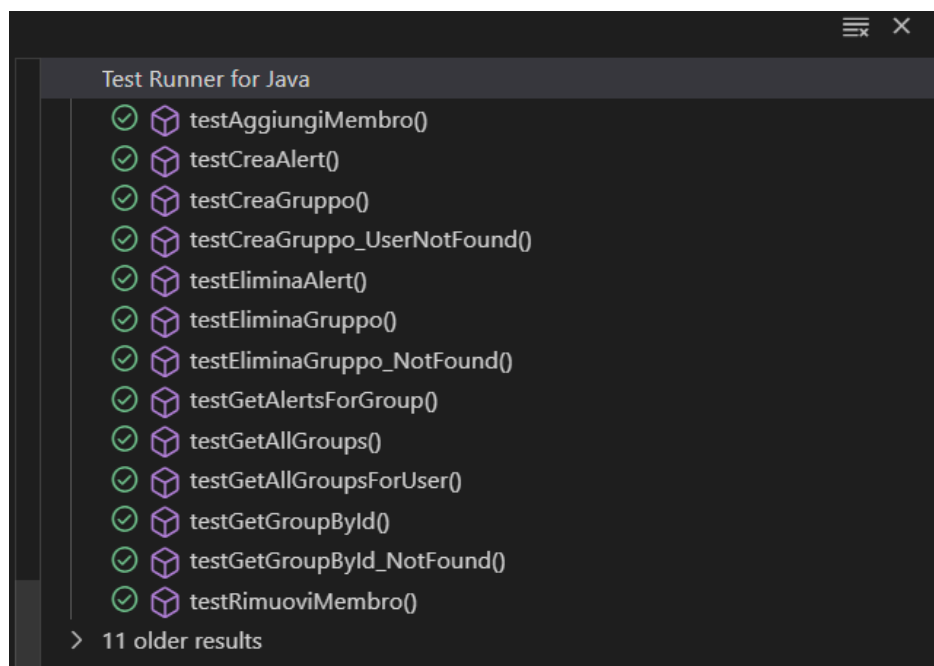 Test Runner for Java
testAggiungiMembro()
testCreaAlert()
testCreaGruppo()
testCreaGruppo_UserNotFound()
testEliminaAlert()
testEliminaGruppo()
testEliminaGruppo_NotFound()
testGetAlertsForGroup()
testGetAllGroups()
testGetAllGroupsForUser()
testGetGroupById()
testGetGroupById_NotFound()
testRimuoviMembro()
11 older results